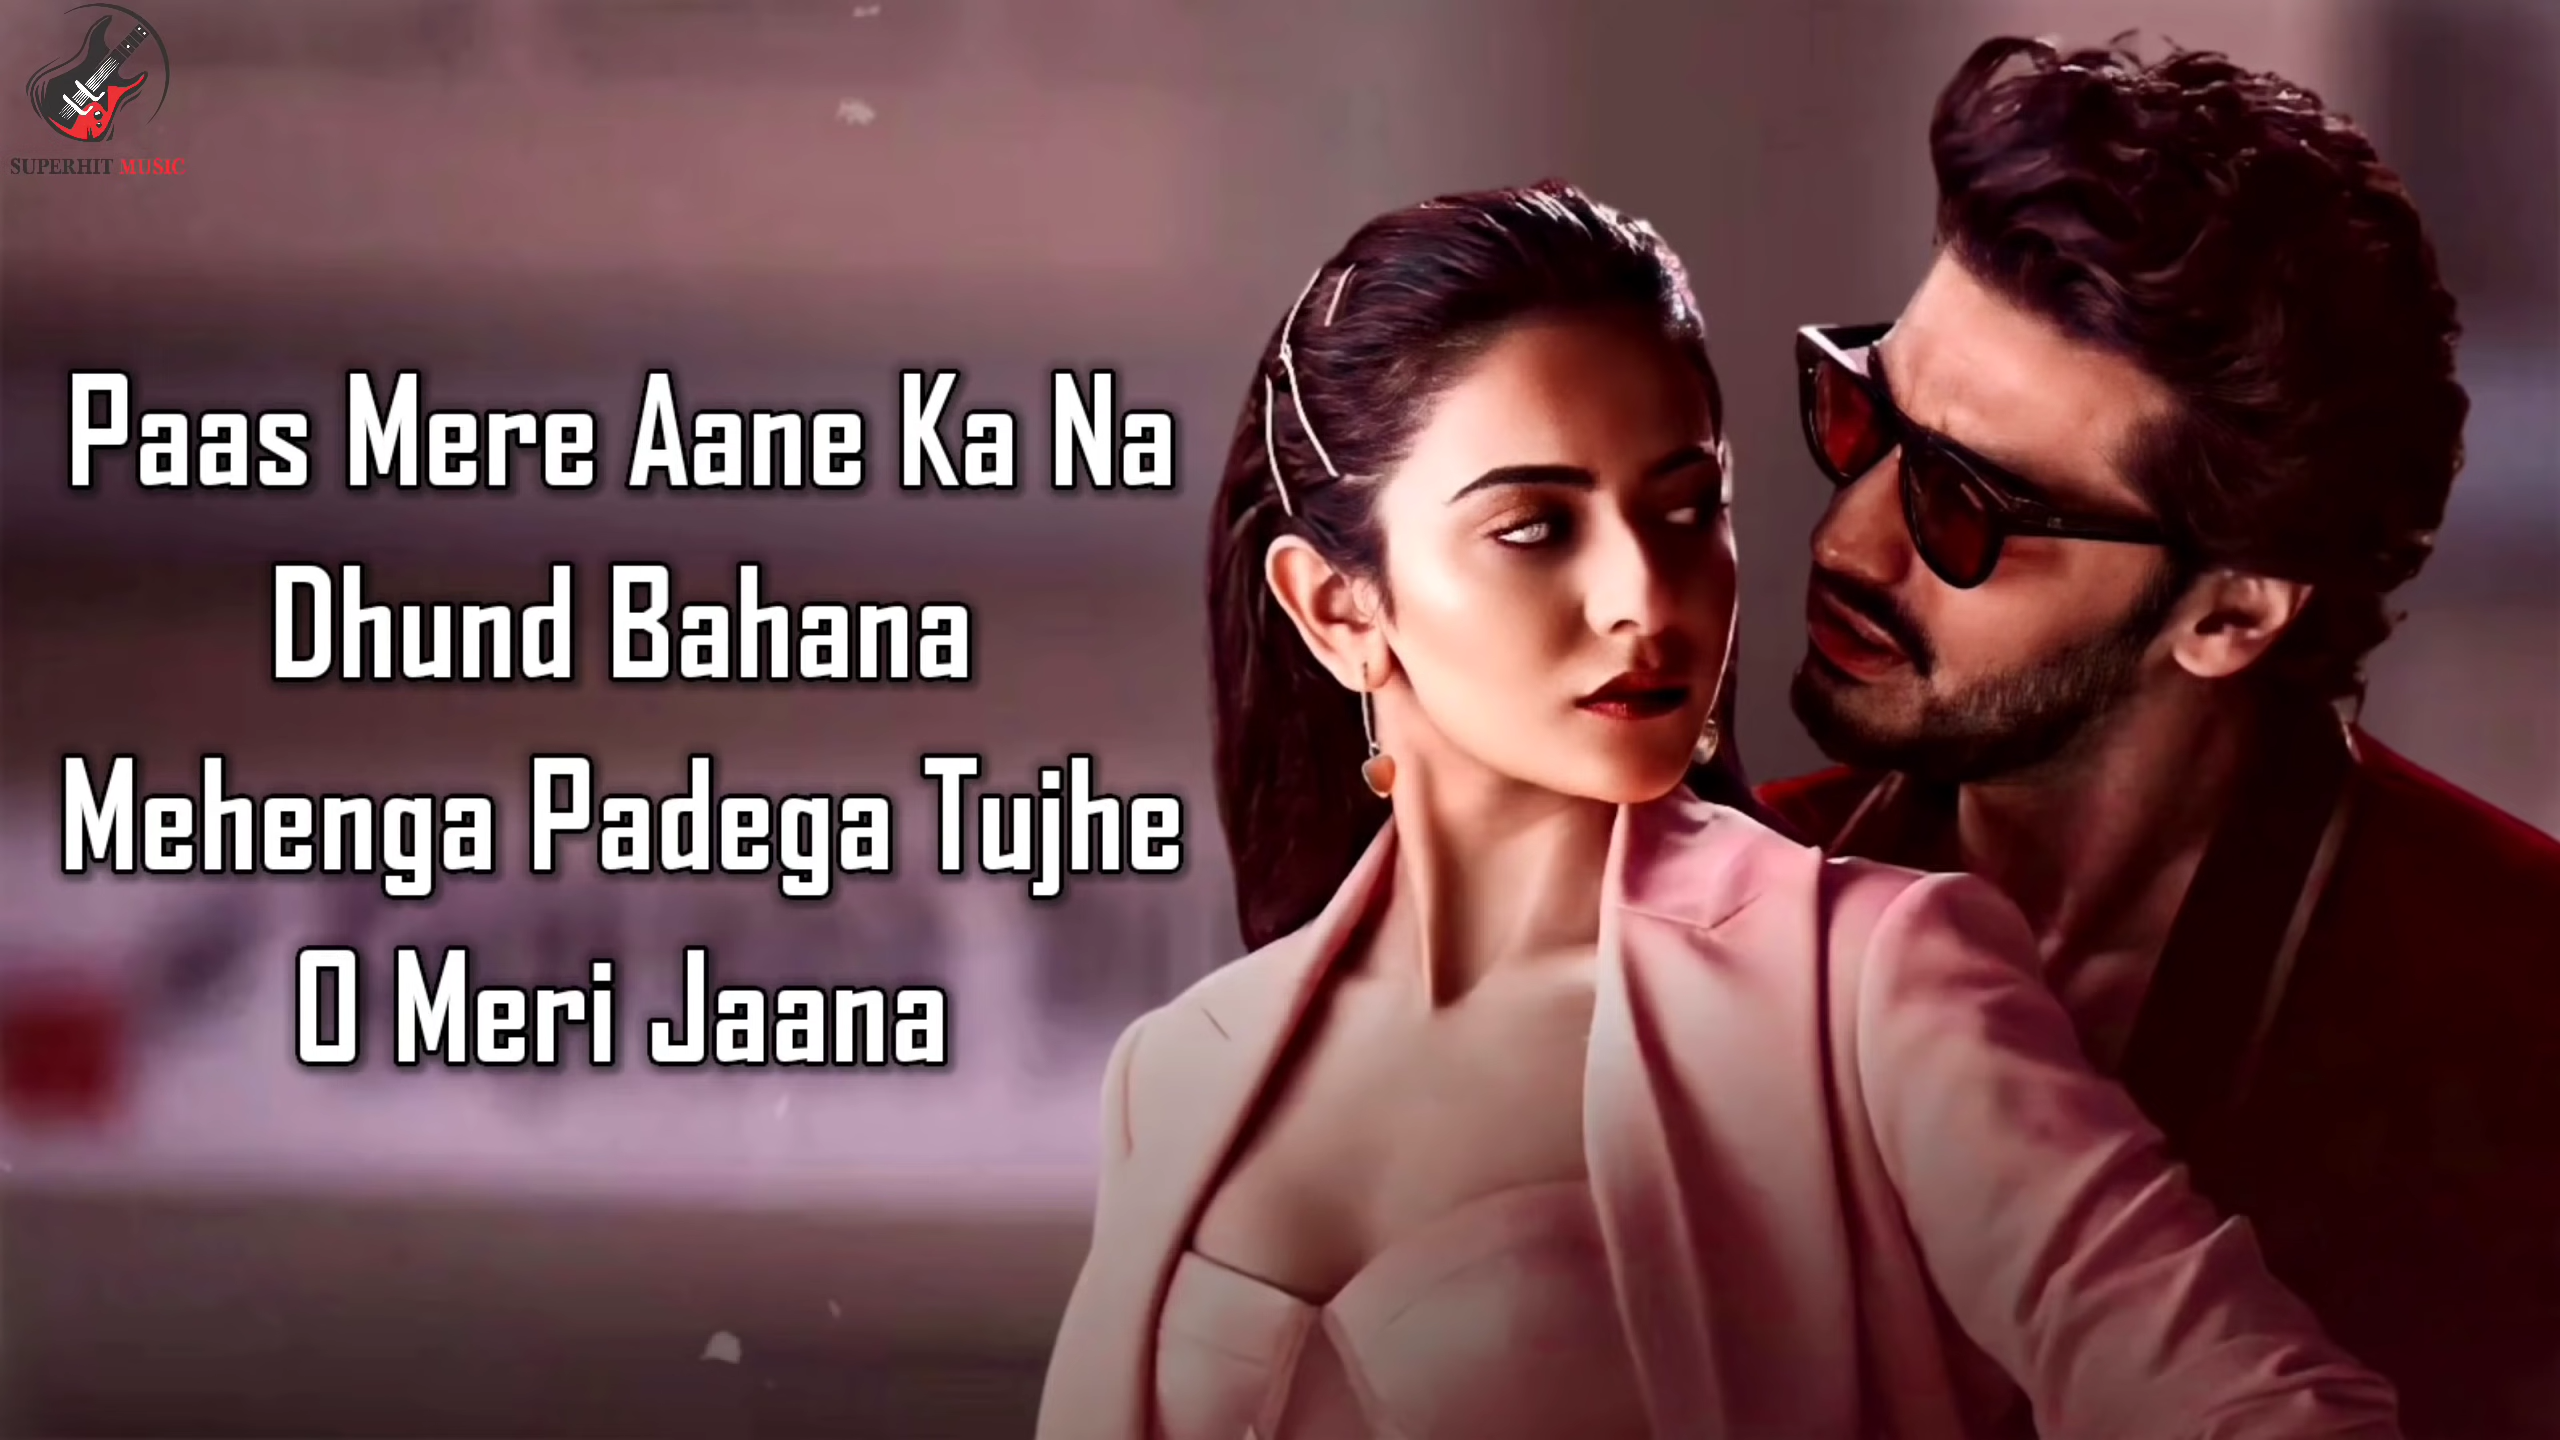 SUPERHIT MUSIC
Paas Mere Aane Ka Na
Dhund Bahana
Mehenga Padega Tujhe
O Meri Jaana